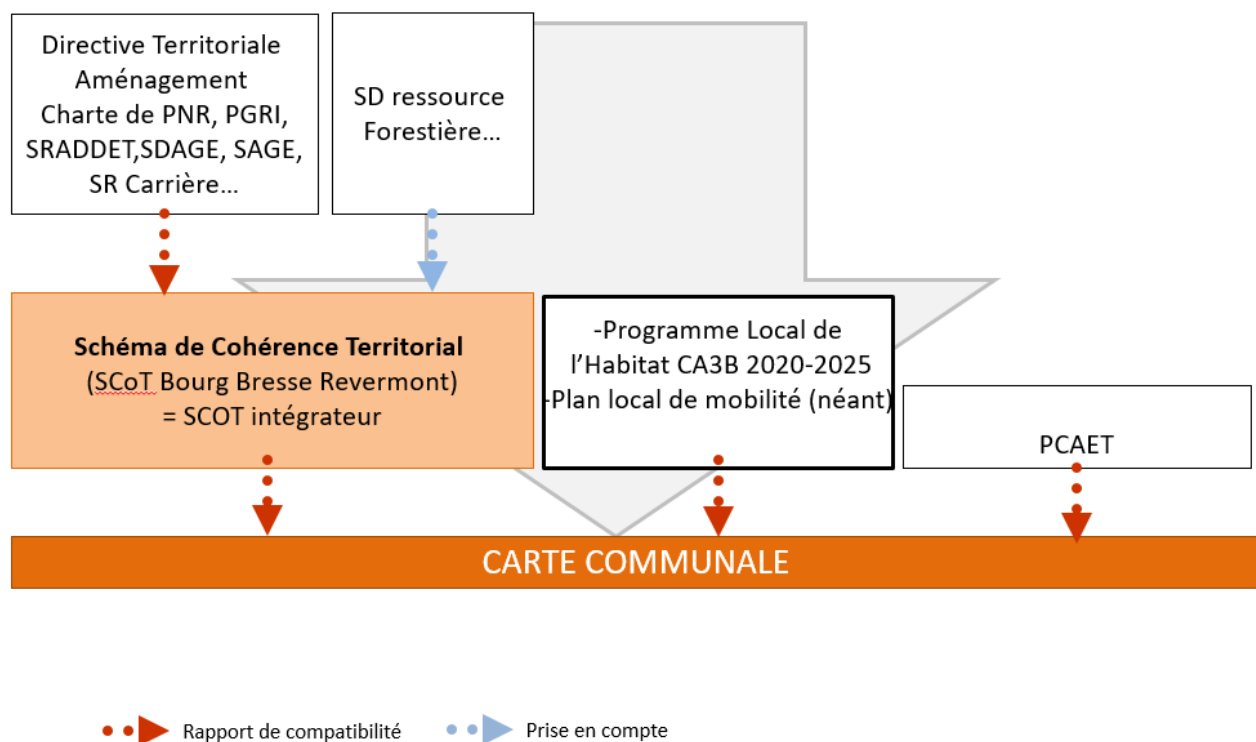 Directive Territoriale
Aménagement
Charte de PNR, PGRI,
SRADDET,SDAGE, SAGE,
SR Carrière…
SD ressource
Forestière…
Schéma de Cohérence Territorial
(SCoT Bourg Bresse Revermont)
= SCOT intégrateur
-Programme Local de
l’Habitat CA3B 2020-2025
-Plan local de mobilité (néant)
PCAET
CARTE COMMUNALE
Rapport de compatibilité
Prise en compte